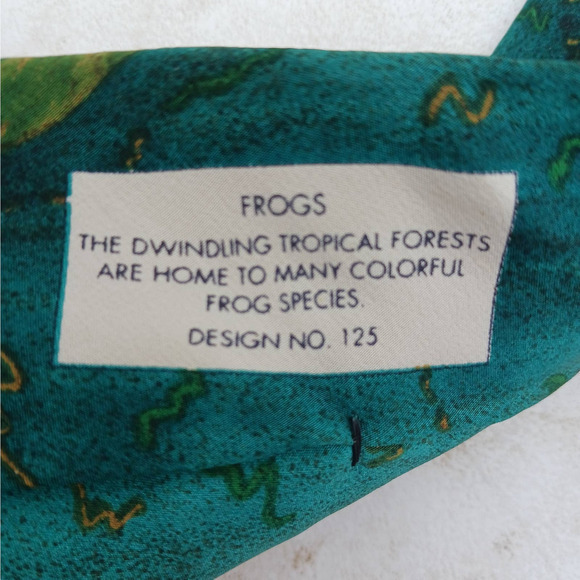 FROGS
THE DWINDLING TROPICAL FORESTS
ARE HOME TO MANY COLORFUL
FROG SPECIES.
DESIGN NO. 125